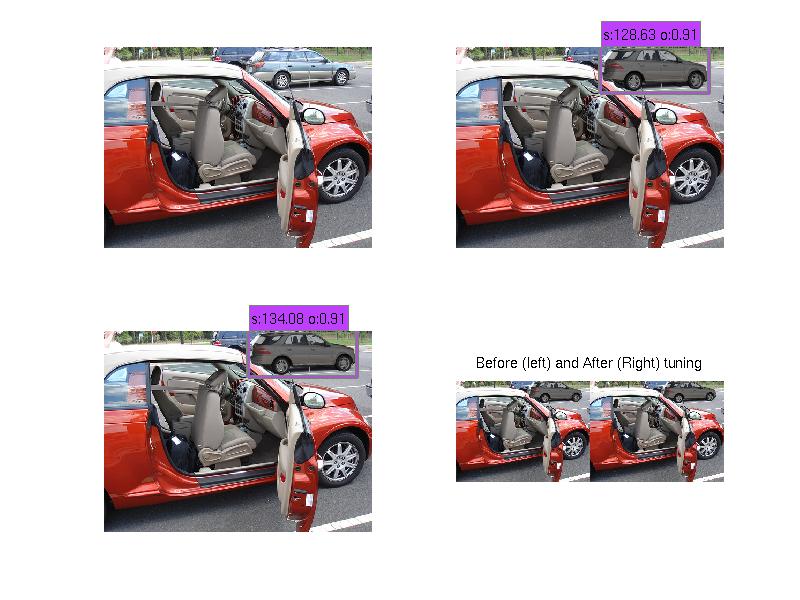 s:128.63 o:0.91
s:134.08 o:0.91
Before (left) and After (Right) tuning